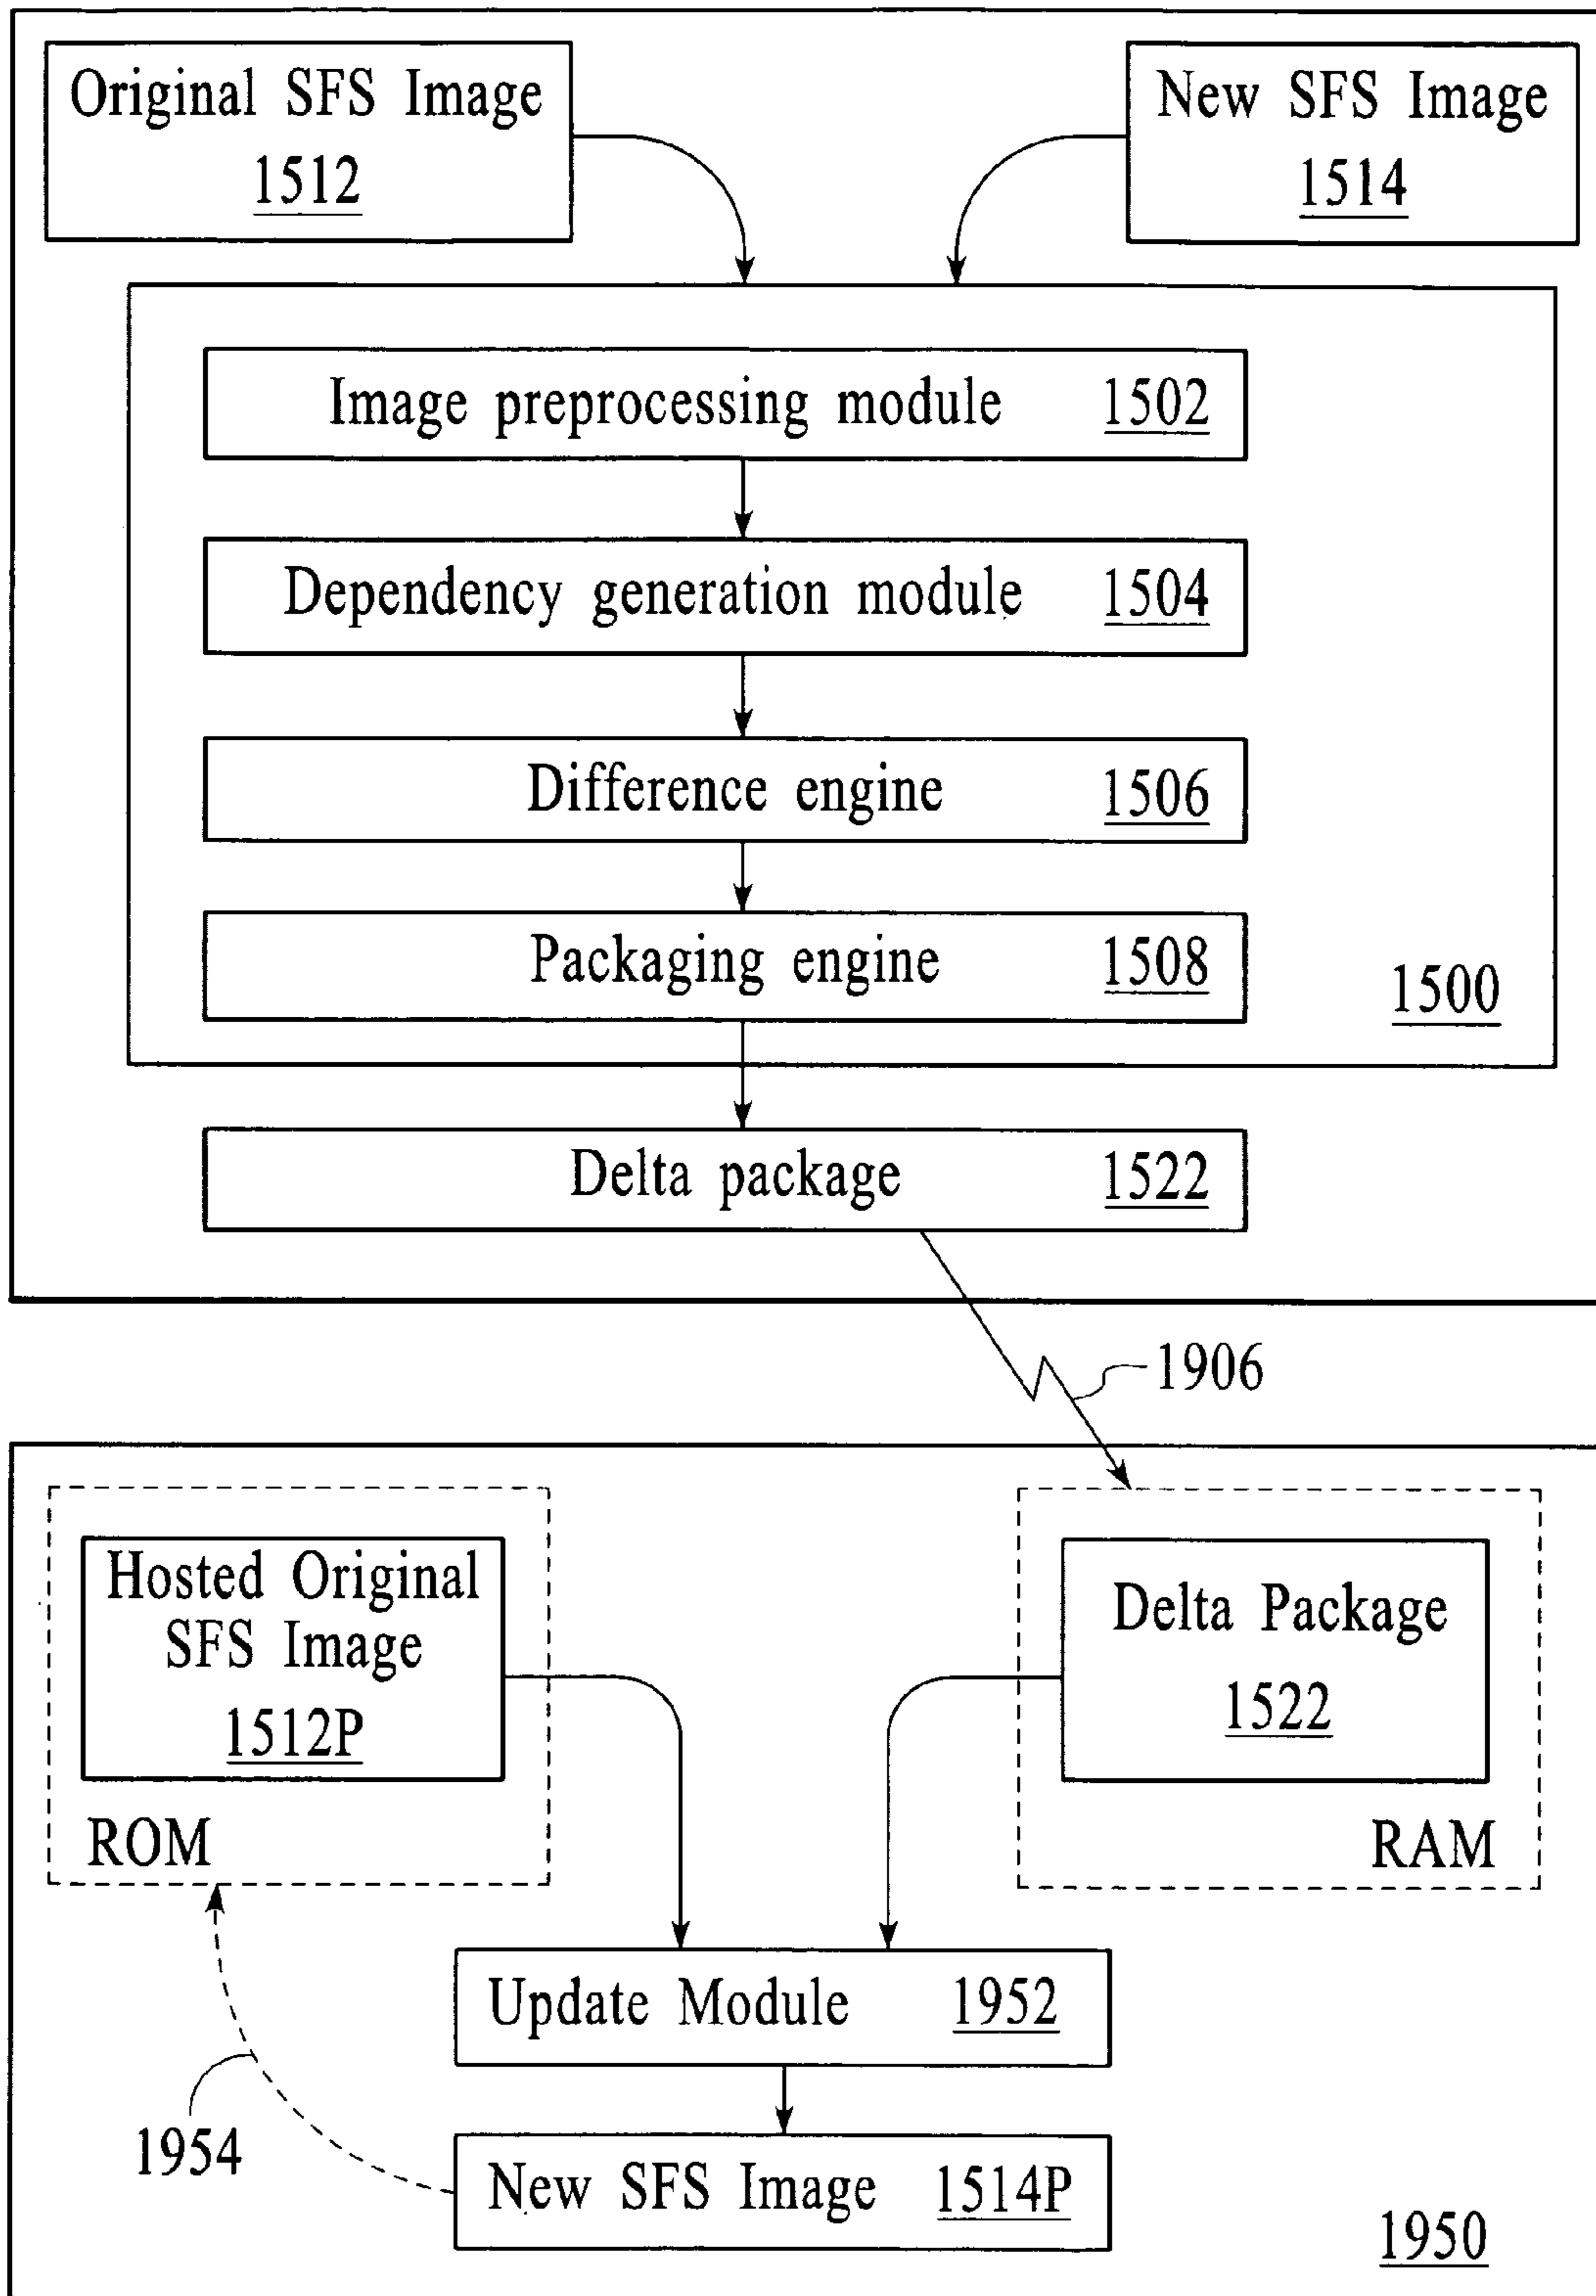 Original SFS Image
1512
New SFS Image
1514
Image preprocessing module 1502
Dependency generation module 1504
Difference engine 1506
Packaging engine 1508
1500
Delta package 1522
1906
Hosted Original
SFS Image
1512P
ROM
Delta Package
1522
RAM
Update Module 1952
1954
New SFS Image 1514P
1950